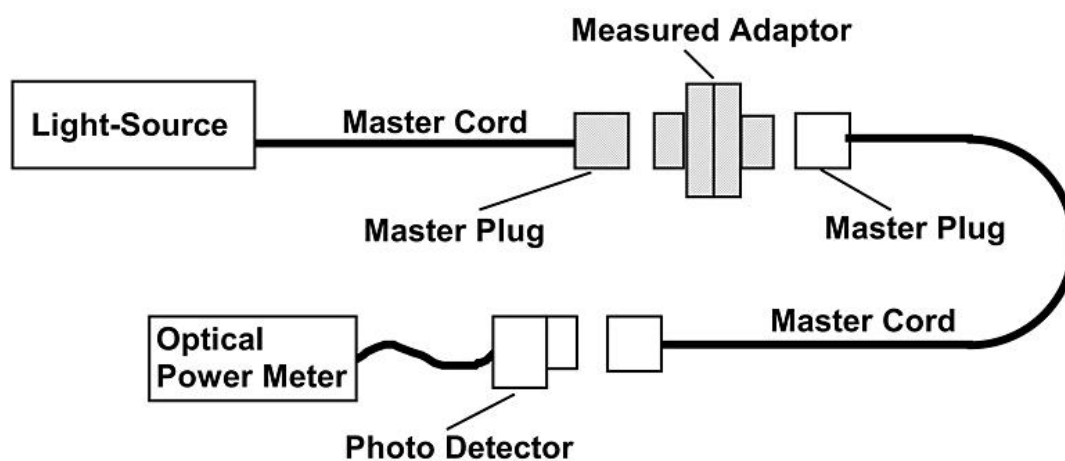 Measured Adaptor
Light-Source
Master Cord
Master Plug
Master Plug
Master Cord
Optical
Power Meter
Photo Detector